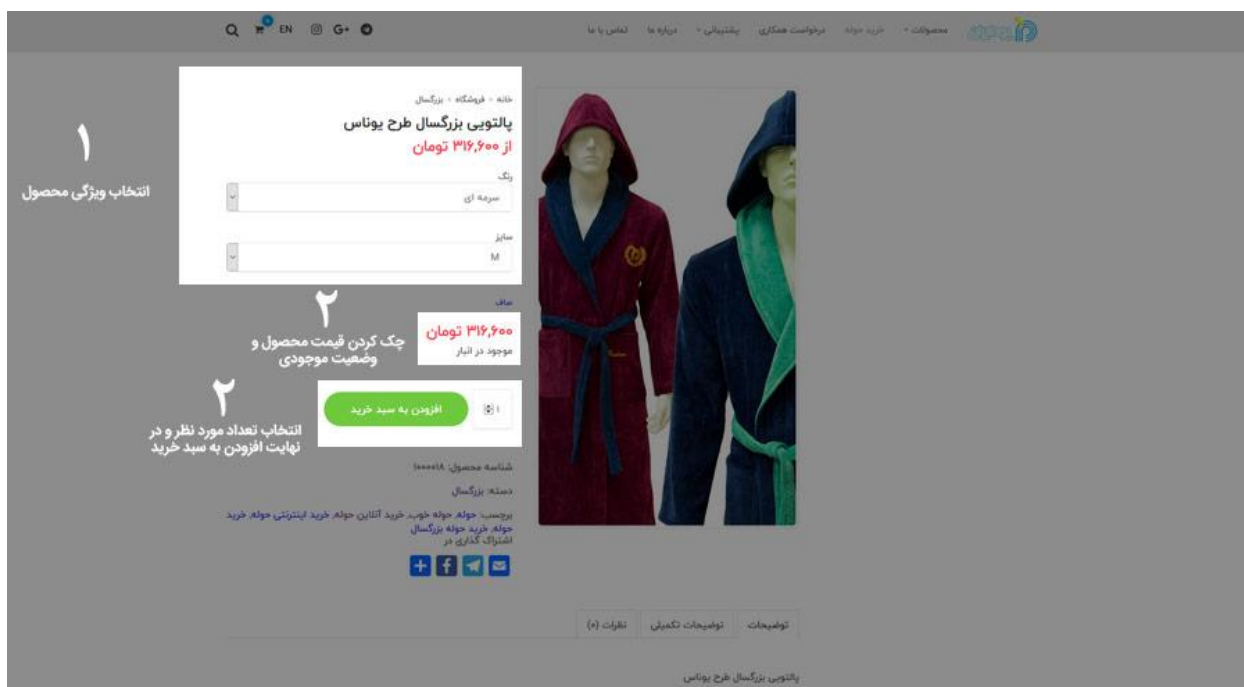 محصولات
خرید حوله
درخواست همکاری
پشتیبانی
درباره ما
تماس با ما
G+
EN
۰
خانه - فروشگاه - بزرگسال
پالتویی بزرگسال طرح یوناس
از ۳۱۶,۶۰۰ تومان
رنگ
سرمه ای
سایز
M
۱
انتخاب ویژگی محصول
صاف
۳۱۶,۶۰۰ تومان
موجود در انبار
۲
چک کردن قیمت محصول و
وضعیت موجودی
۱
افزودن به سبد خرید
۲
انتخاب تعداد مورد نظر و در
نهایت افزودن به سبد خرید
شناسه محصول: ۱۰۰۰۰۱۸
دسته: بزرگسال
برچسب: حوله, حوله خوب, خرید آنلاین حوله, خرید اینترنتی حوله, خرید
حوله, خرید حوله بزرگسال
اشتراک گذاری در
توضیحات
توضیحات تکمیلی
نظرات (۰)
پالتویی بزرگسال طرح یوناس